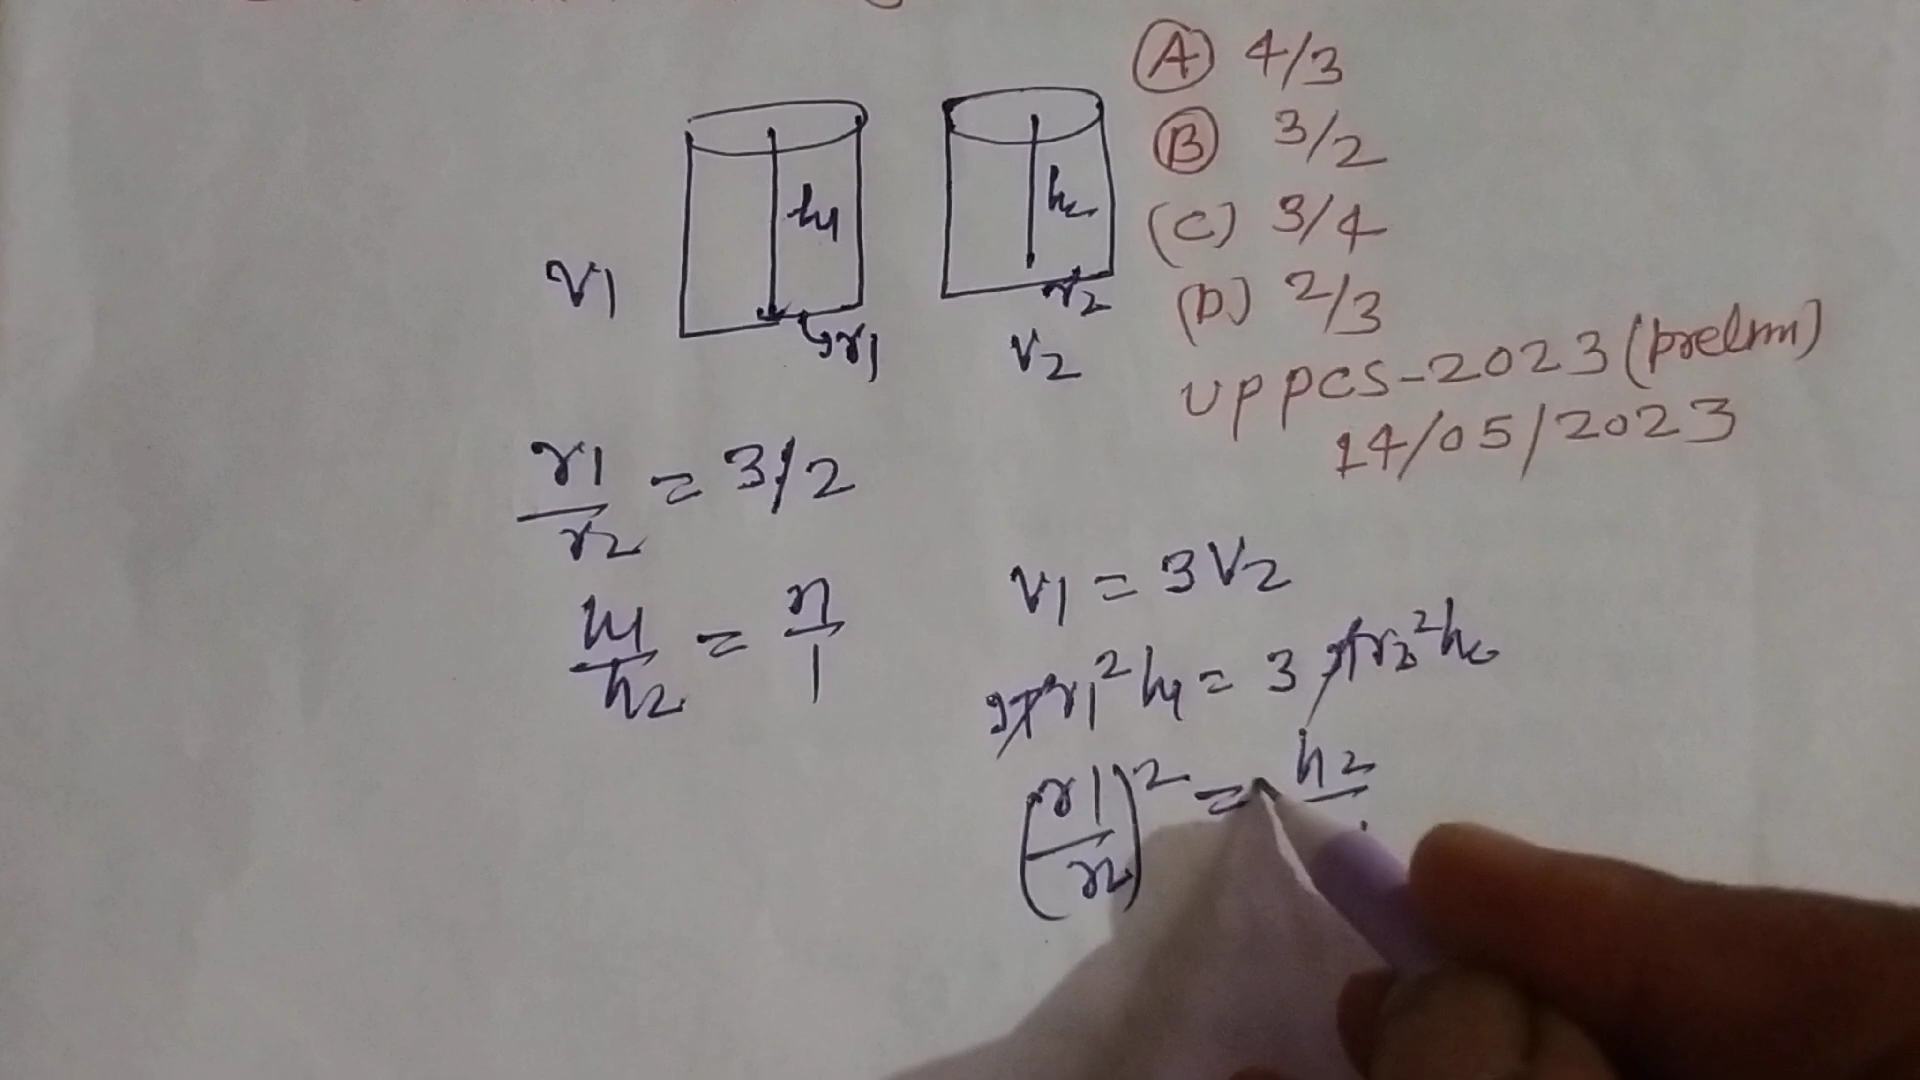 (A) 4/3
(B) 3/2
(C) 3/4
(D) 2/3
UPPCS-2023 (prelim)
14/05/2023
h1
h2
V1
r1
r2
V2
r1/r2 = 3/2
h1/h2 = n/1
V1 = 3V2
πr1²h1 = 3πr2²h2
(r1/r2)² = h2